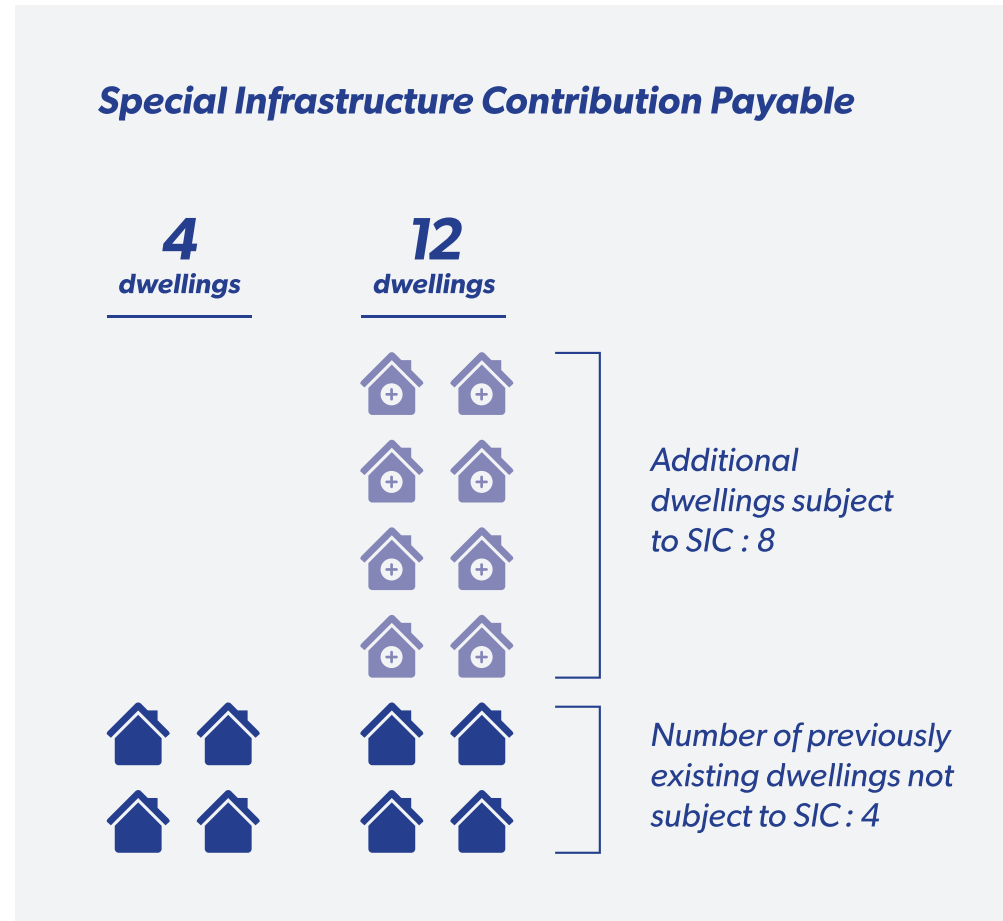 Special Infrastructure Contribution Payable
4
dwellings
12
dwellings
Additional
dwellings subject
to SIC : 8
Number of previously
existing dwellings not
subject to SIC : 4